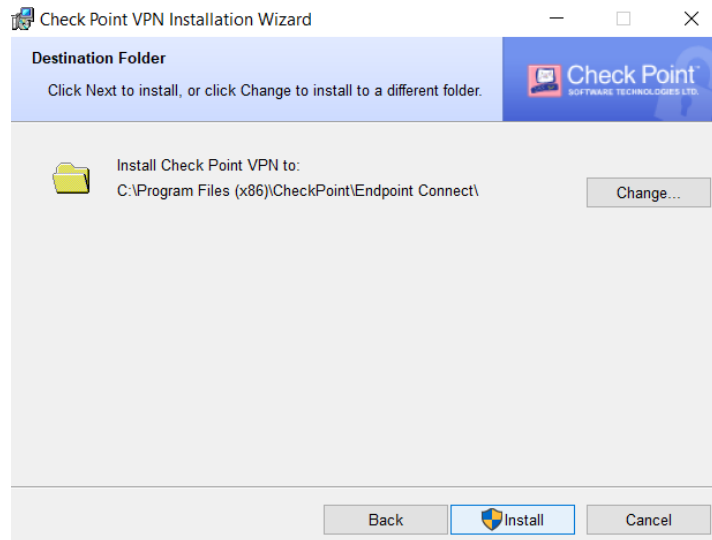 Check Point VPN Installation Wizard
Destination Folder
Click Next to install, or click Change to install to a different folder.
Check Point™
SOFTWARE TECHNOLOGIES LTD.
Install Check Point VPN to:
C:\Program Files (x86)\CheckPoint\Endpoint Connect\
Change...
Back
Install
Cancel